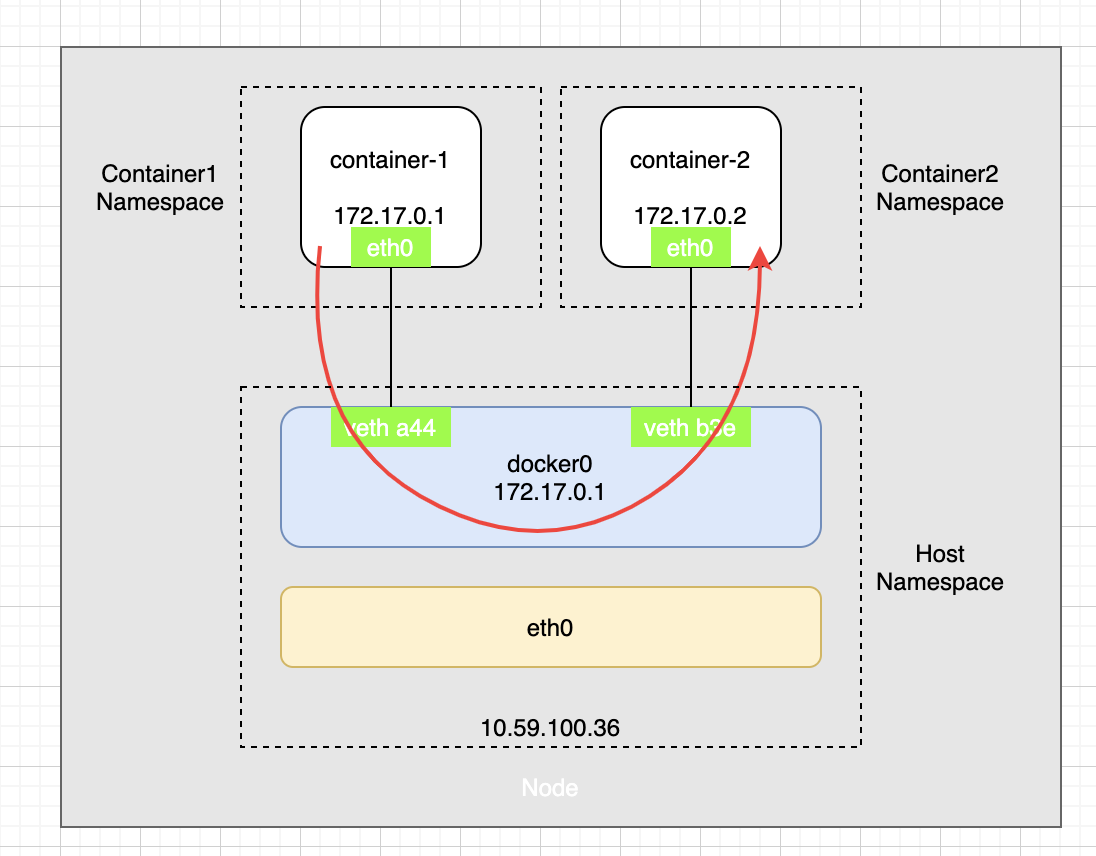 Container1
Namespace
container-1
172.17.0.1
eth0
container-2
172.17.0.2
eth0
Container2
Namespace
veth a44
veth b3e
docker0
172.17.0.1
Host
Namespace
eth0
10.59.100.36
Node